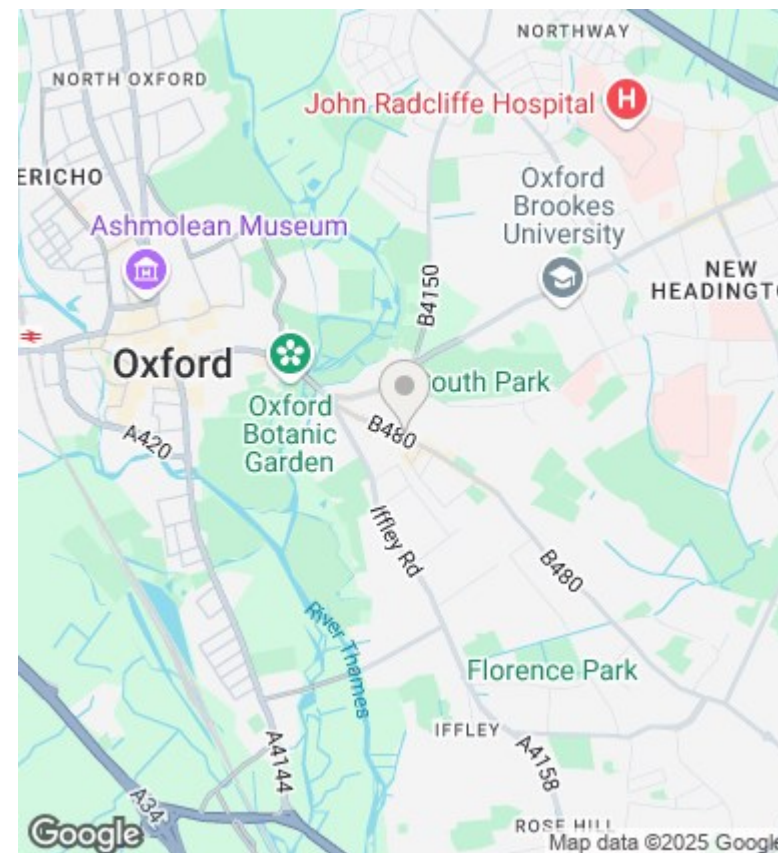 NORTHWAY
NORTH OXFORD
John Radcliffe Hospital
H
ERICHO
Oxford
Brookes
University
Ashmolean Museum
NEW
HEADINGTO
B4150
Oxford
outh Park
Oxford
Botanic
Garden
B480
A420
Iffley Rd
B480
River Thames
Florence Park
IFFLEY
A4144
A4158
A34
ROSE HILL
Google
Map data ©2025 Google